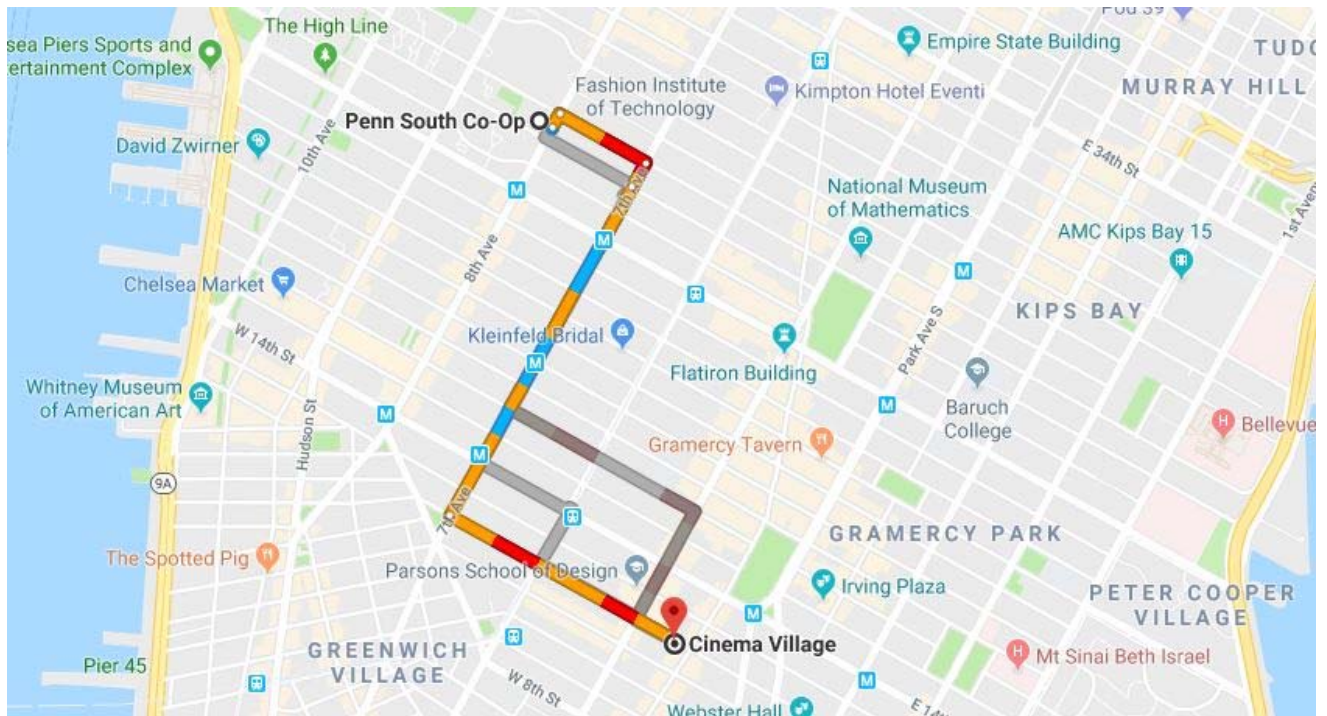 Pod 39
The High Line
sea Piers Sports and
ertainment Complex
Empire State Building
TUDO
Fashion Institute
of Technology
MURRAY HILL
Kimpton Hotel Eventi
Penn South Co-Op
David Zwirner
10th Ave
E 34th St
M
7th Ave
National Museum
of Mathematics
1st Avenu
AMC Kips Bay 15
M
8th Ave
M
Chelsea Market
KIPS BAY
Kleinfeld Bridal
W 14th St
Park Ave S
M
Flatiron Building
Whitney Museum
of American Art
M
M
Baruch
College
H
Bellevue
Hudson St
Gramercy Tavern
M
9A
7th Ave
GRAMERCY PARK
The Spotted Pig
Parsons School of Design
Irving Plaza
PETER COOPER
VILLAGE
M
Cinema Village
GREENWICH
VILLAGE
H
Mt Sinai Beth Israel
Pier 45
W 8th St
M
Webster Hall
E 14th